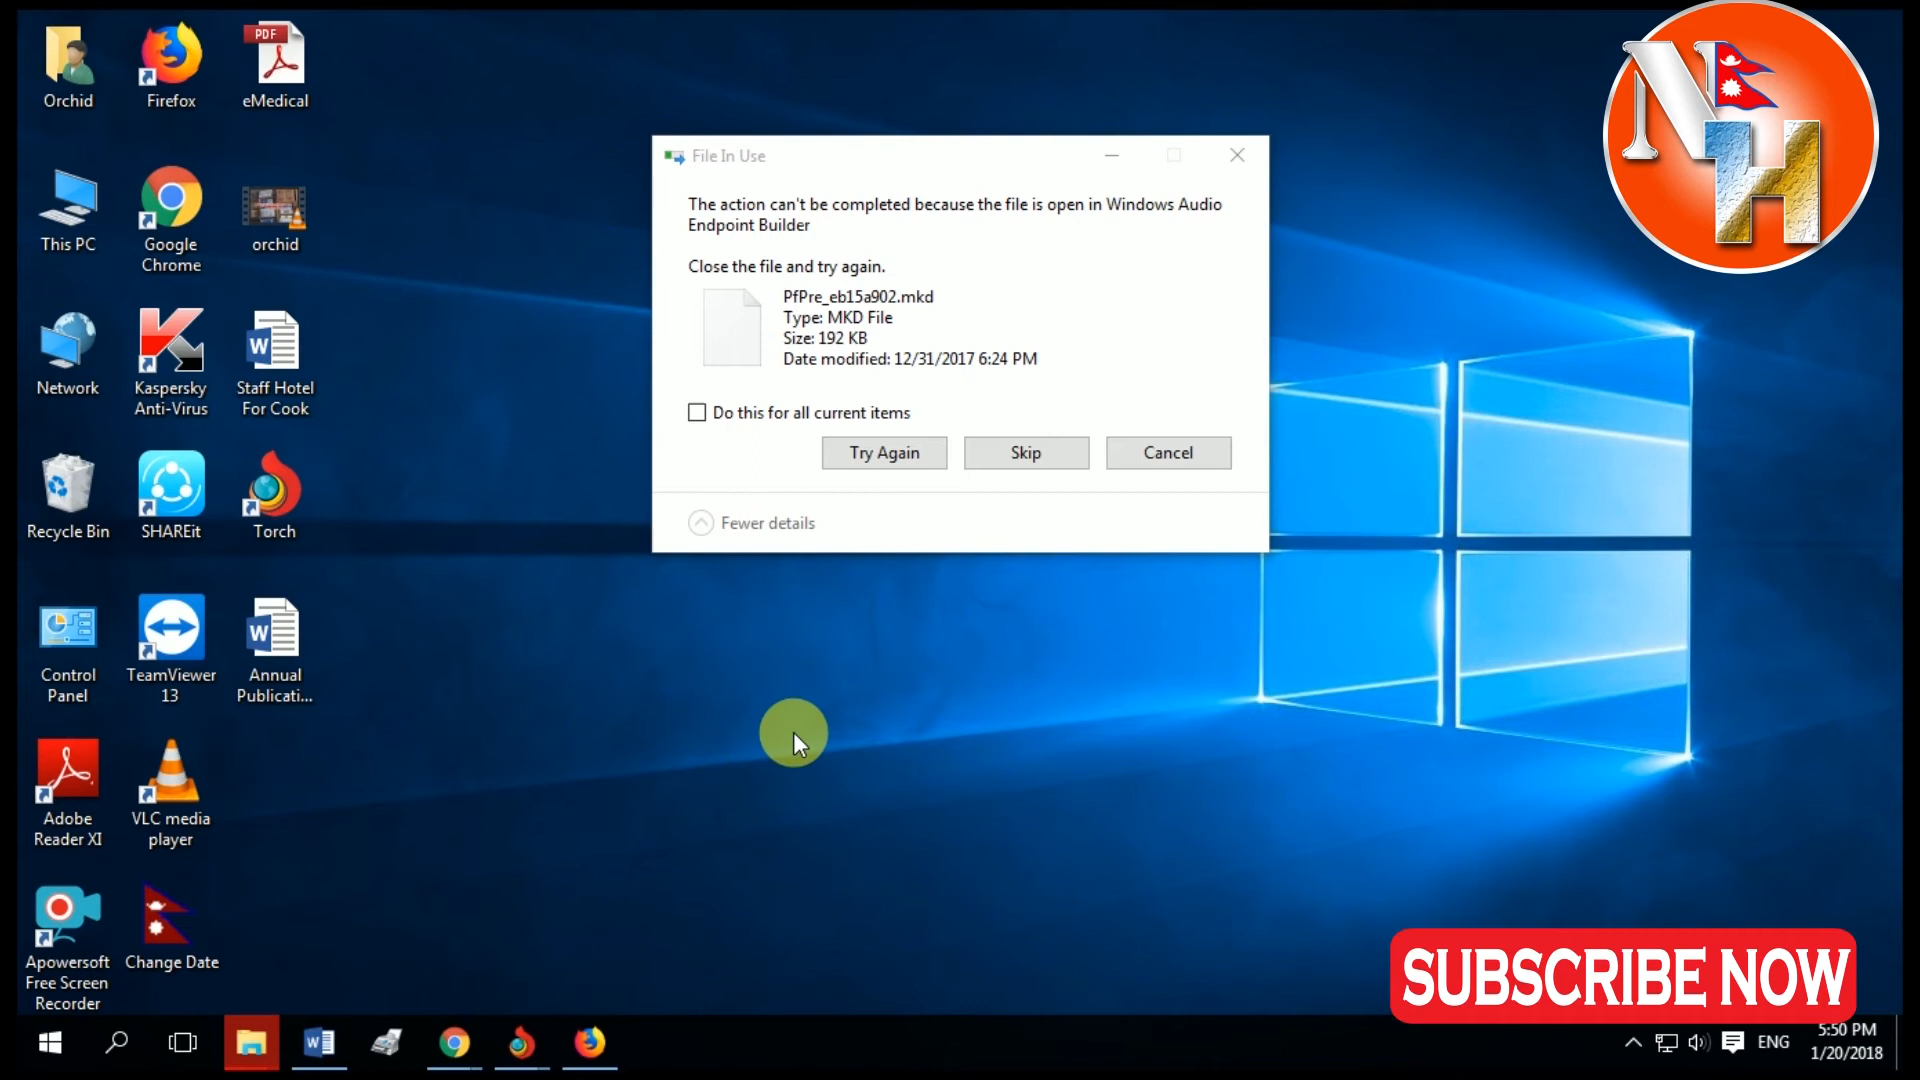 Orchid
Firefox
PDF
eMedical
This PC
Google
Chrome
orchid
Network
Kaspersky
Anti-Virus
W
Staff Hotel
For Cook
Recycle Bin
SHAREit
Torch
Control
Panel
TeamViewer
13
W
Annual
Publicati...
Adobe
Reader XI
VLC media
player
Apowersoft
Free Screen
Recorder
Change Date
File In Use
The action can't be completed because the file is open in Windows Audio
Endpoint Builder
Close the file and try again.
PfPre_eb15a902.mkd
Type: MKD File
Size: 192 KB
Date modified: 12/31/2017 6:24 PM
Do this for all current items
Try Again
Skip
Cancel
Fewer details
NH
SUBSCRIBE NOW
W
ENG
5:50 PM
1/20/2018